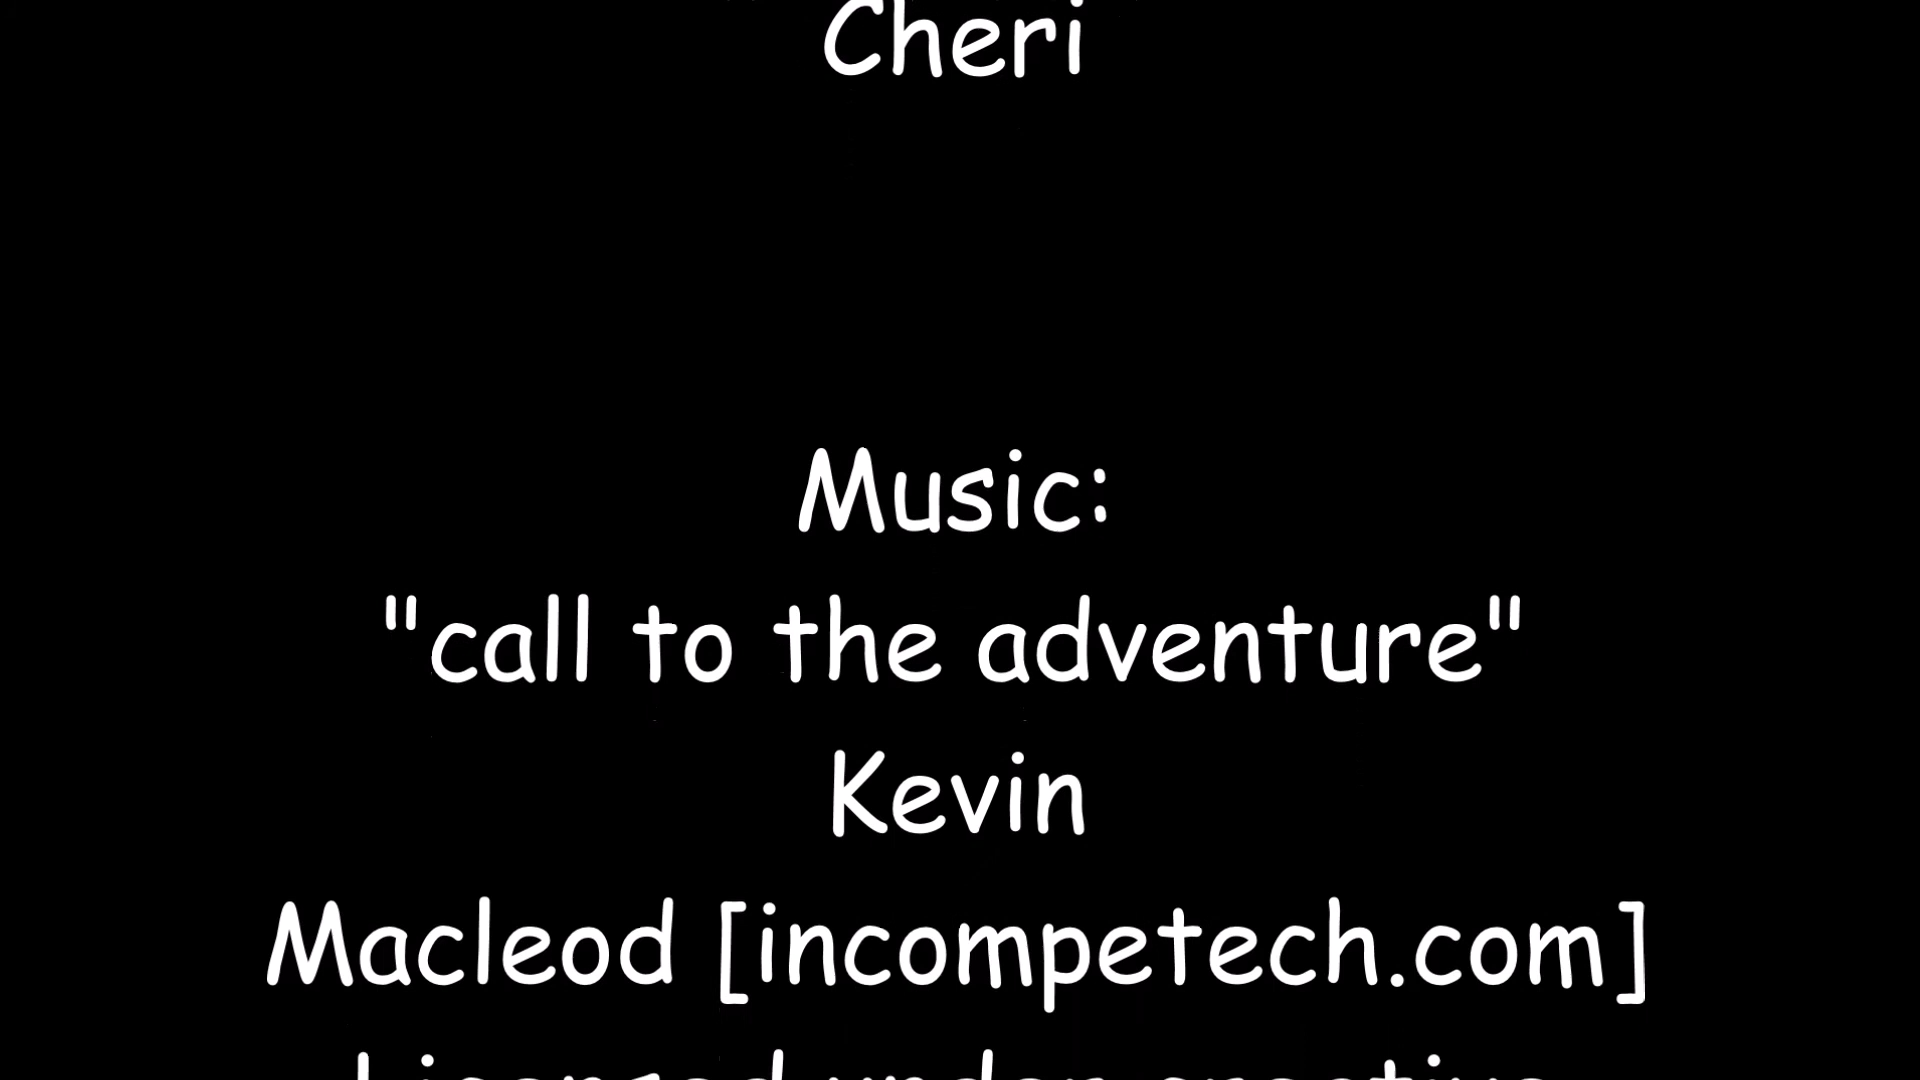 Cheri
Music:
"call to the adventure"
Kevin
Macleod [incompetech.com]